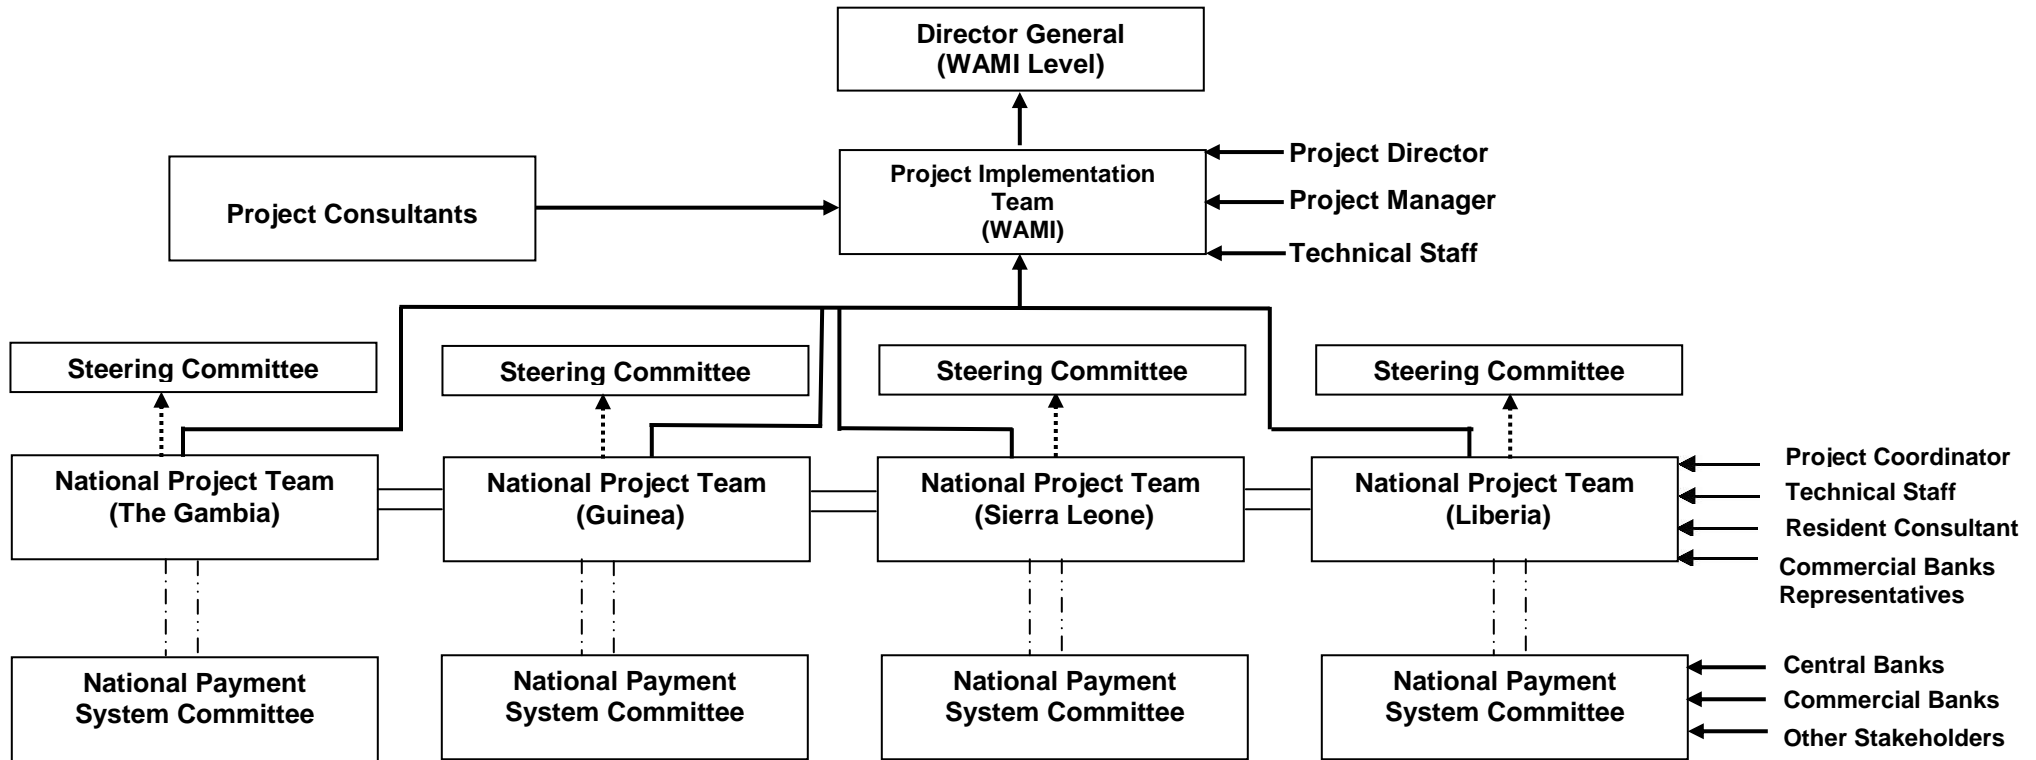 Director General
(WAMI Level)
Project Consultants
Project Implementation
Team
(WAMI)
Project Director
Project Manager
Technical Staff
Steering Committee
Steering Committee
Steering Committee
Steering Committee
National Project Team
(The Gambia)
National Project Team
(Guinea)
National Project Team
(Sierra Leone)
National Project Team
(Liberia)
Project Coordinator
Technical Staff
Resident Consultant
Commercial Banks
Representatives
National Payment
System Committee
National Payment
System Committee
National Payment
System Committee
National Payment
System Committee
Central Banks
Commercial Banks
Other Stakeholders